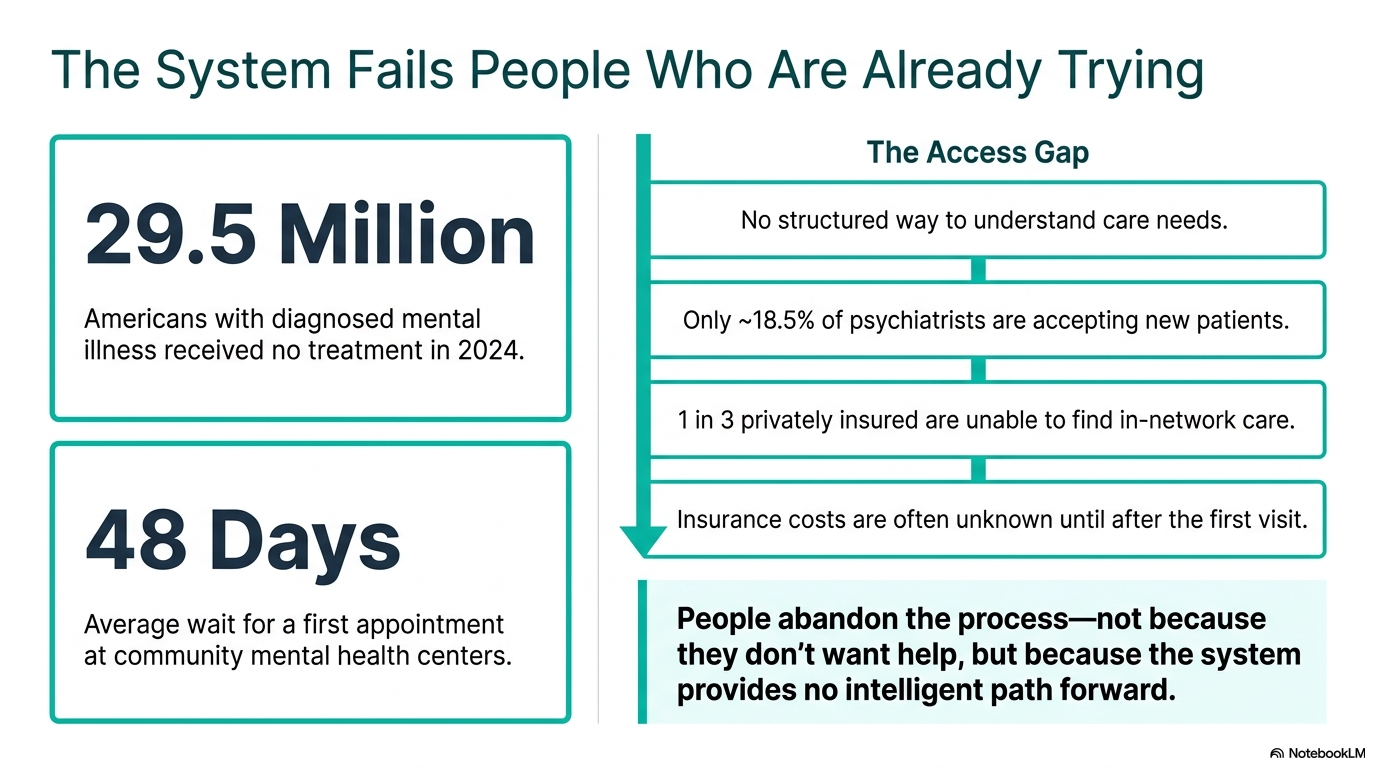 The System Fails People Who Are Already Trying
29.5 Million
Americans with diagnosed mental
illness received no treatment in 2024.
48 Days
Average wait for a first appointment
at community mental health centers.
The Access Gap
No structured way to understand care needs.
Only ~18.5% of psychiatrists are accepting new patients.
1 in 3 privately insured are unable to find in-network care.
Insurance costs are often unknown until after the first visit.
People abandon the process—not because
they don’t want help, but because the system
provides no intelligent path forward.
NotebookLM